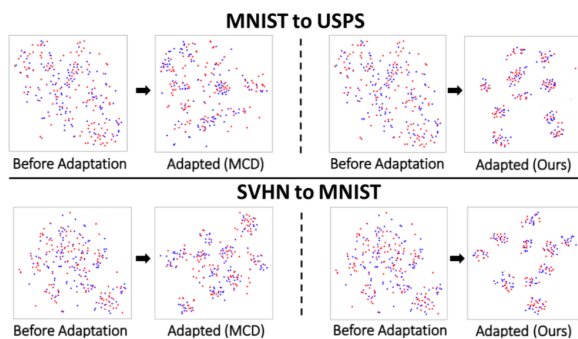 MNIST to USPS
Before Adaptation
Adapted (MCD)
Before Adaptation
Adapted (Ours)
SVHN to MNIST
Before Adaptation
Adapted (MCD)
Before Adaptation
Adapted (Ours)